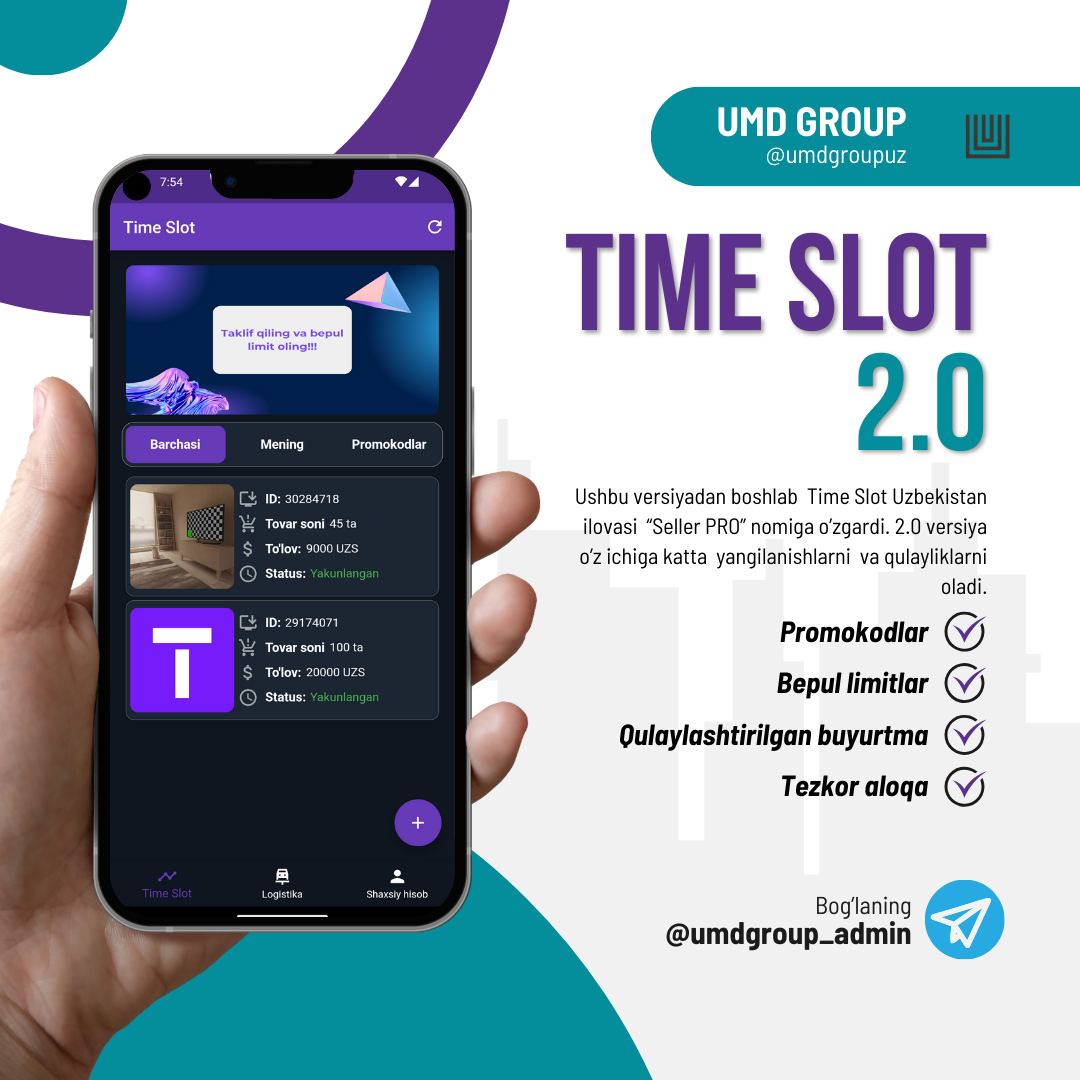 UMD GROUP
@umdgroupuz
TIME SLOT
2.0
Ushbu versiyadan boshlab Time Slot Uzbekistan
ilovasi “Seller PRO” nomiga o‘zgardi. 2.0 versiya
o‘z ichiga katta yangilanishlarni va qulayliklarni
oladi.
Promokodlar
Bepul limitlar
Qulaylashtirilgan buyurtma
Tezkor aloqa
Bog‘laning
@umdgroup_admin
7:54
Time Slot
Taklif qiling va bepul
limit oling!!!
Barchasi Mening Promokodlar
ID: 30284718
Tovar soni 45 ta
To'lov: 9000 UZS
Status: Yakunlangan
T
ID: 29174071
Tovar soni 100 ta
To'lov: 20000 UZS
Status: Yakunlangan
+
Time Slot Logistika Shaxsiy hisob